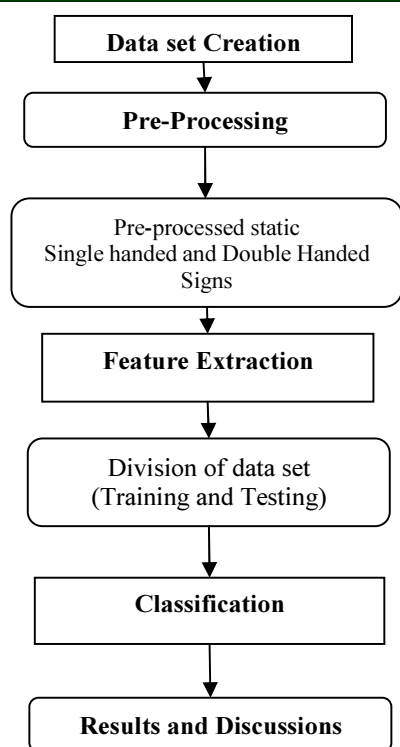 Data set Creation
Pre-Processing
Pre-processed static
Single handed and Double Handed
Signs
Feature Extraction
Division of data set
(Training and Testing)
Classification
Results and Discussions